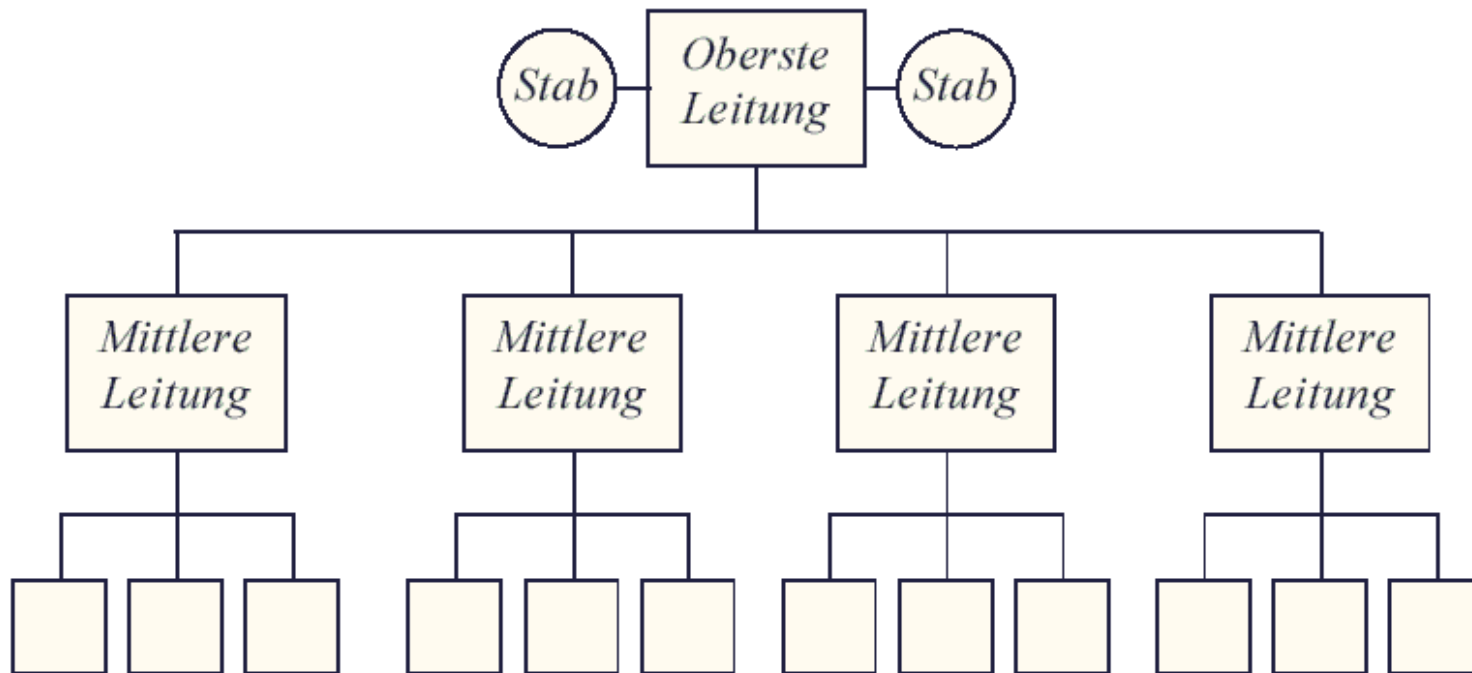 Stab
Oberste
Leitung
Stab
Mittlere
Leitung
Mittlere
Leitung
Mittlere
Leitung
Mittlere
Leitung